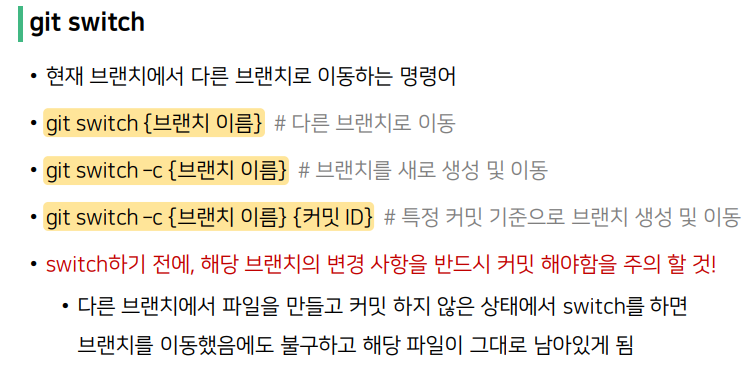 git switch
• 현재 브랜치에서 다른 브랜치로 이동하는 명령어
• git switch {브랜치 이름} # 다른 브랜치로 이동
• git switch –c {브랜치 이름} # 브랜치를 새로 생성 및 이동
• git switch –c {브랜치 이름} {커밋 ID} # 특정 커밋 기준으로 브랜치 생성 및 이동
• switch하기 전에, 해당 브랜치의 변경 사항을 반드시 커밋 해야함을 주의 할 것!
• 다른 브랜치에서 파일을 만들고 커밋 하지 않은 상태에서 switch를 하면
브랜치를 이동했음에도 불구하고 해당 파일이 그대로 남아있게 됨